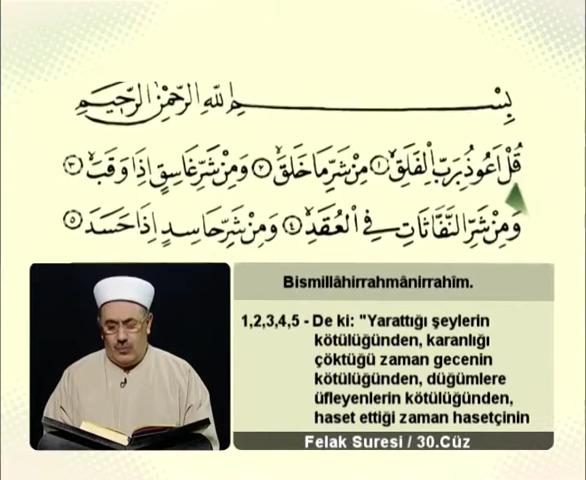 بِسْمِ اللّٰهِ الرَّحْمٰنِ الرَّحٖيمِ
قُلْ اَعُوذُ بِرَبِّ الْفَلَقِۙ ﴿١﴾ مِنْ شَرِّ مَا خَلَقَۙ ﴿٢﴾ وَمِنْ شَرِّ غَاسِقٍ اِذَا وَقَبَۙ ﴿٣﴾
وَمِنْ شَرِّ النَّفَّاثَاتِ فِي الْعُقَدِۙ ﴿٤﴾ وَمِنْ شَرِّ حَاسِدٍ اِذَا حَسَدَ ﴿٥﴾
Bismillâhirrahmânirrahîm.
1,2,3,4,5 - De ki: "Yarattığı şeylerin
kötülüğünden, karanlığı
çöktüğü zaman gecenin
kötülüğünden, düğümlere
üfleyenlerin kötülüğünden,
haset ettiği zaman hasetçinin
Felak Suresi / 30.Cüz